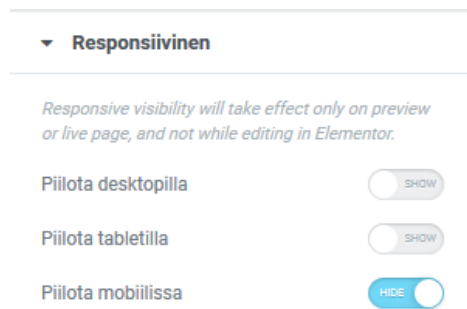 Responsiivinen
Responsive visibility will take effect only on preview
or live page, and not while editing in Elementor.
Piilota desktopilla SHOW
Piilota tabletilla SHOW
Piilota mobiilissa HIDE